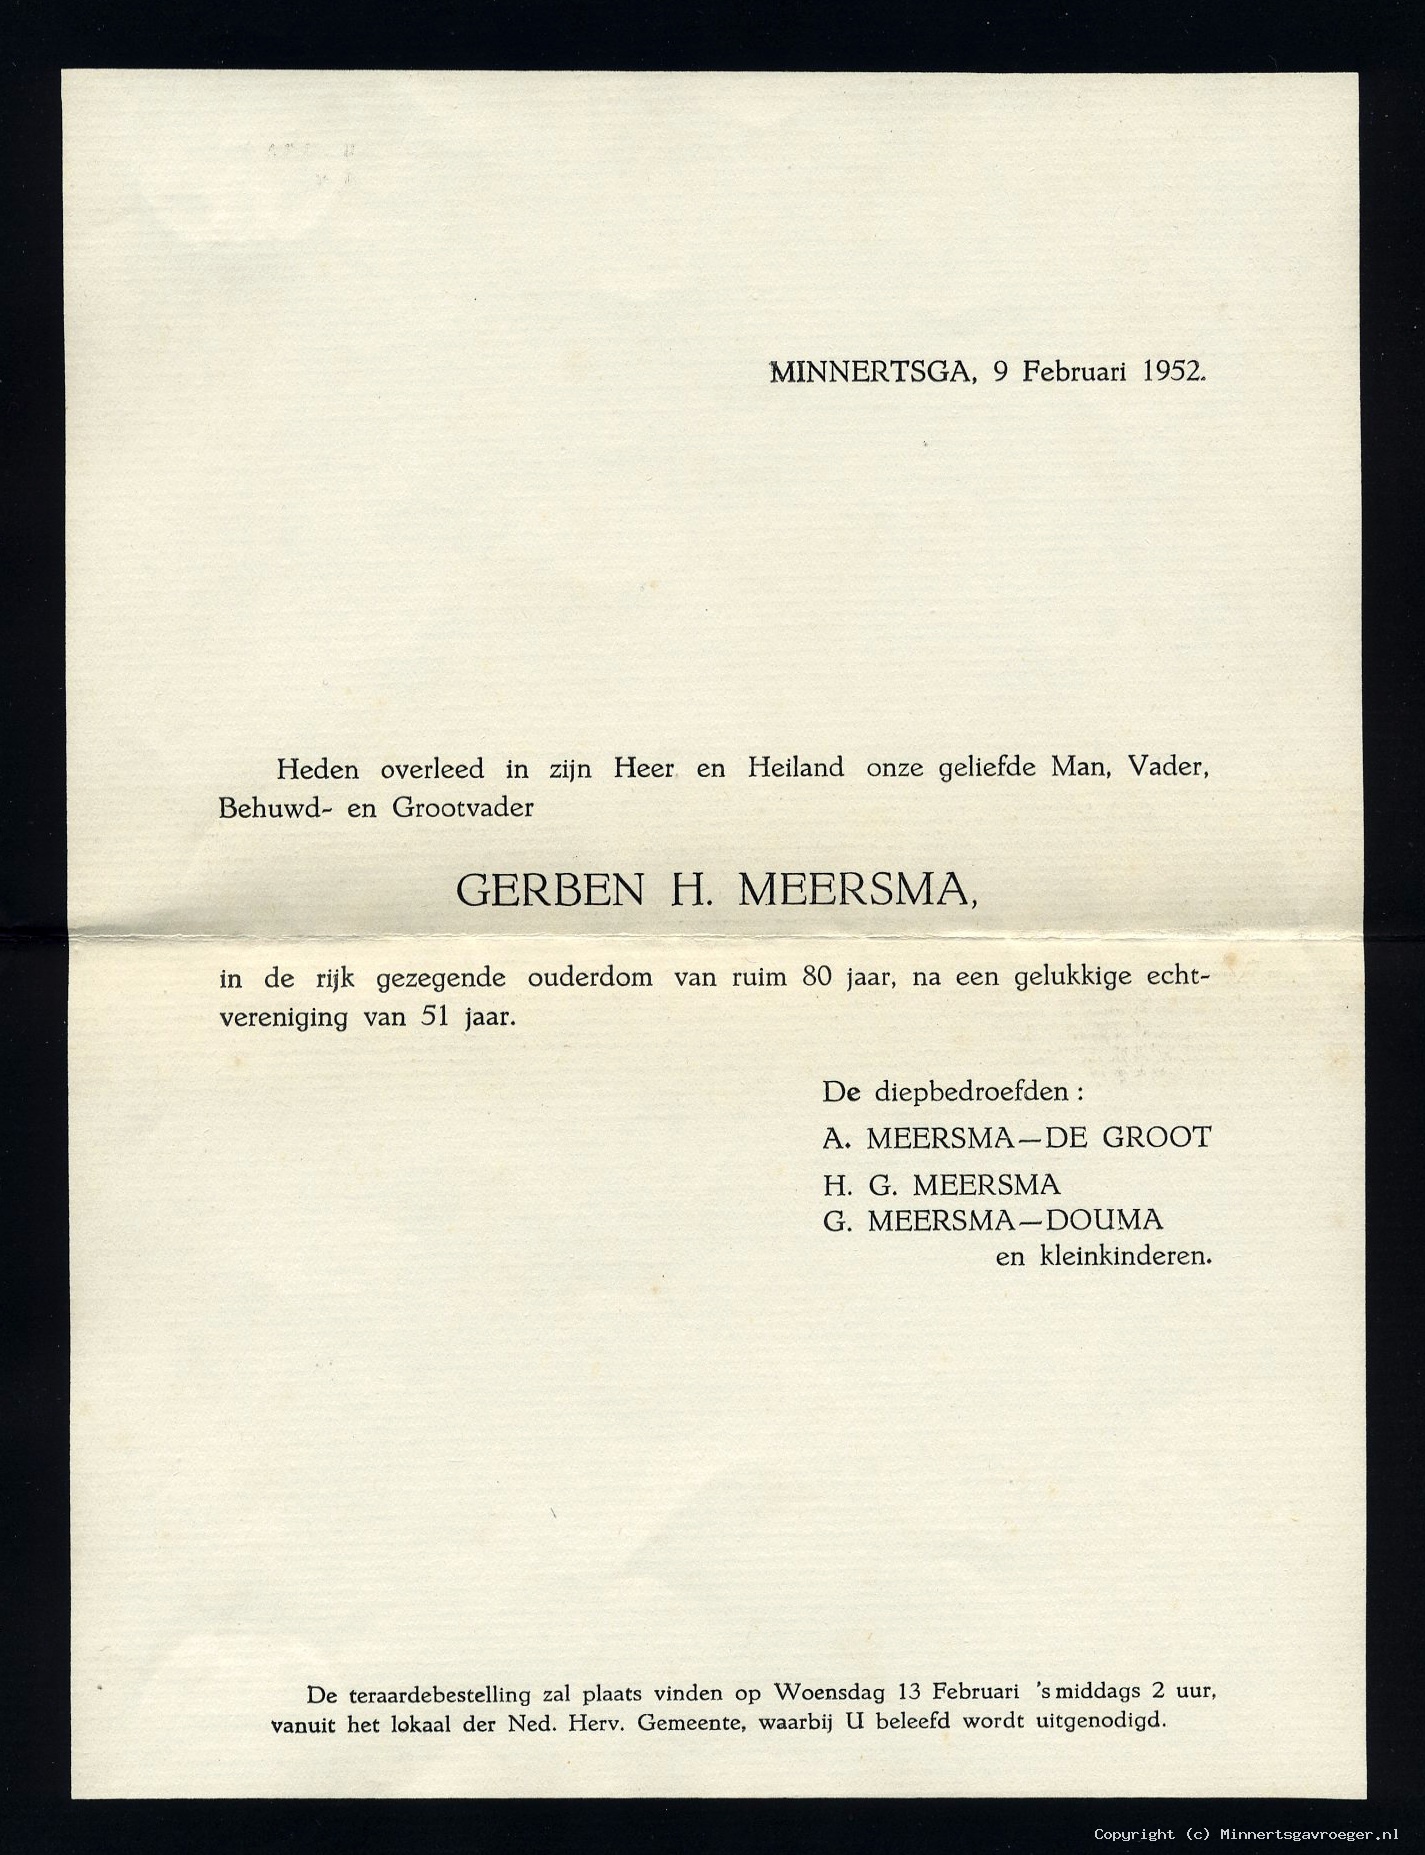 MINNERTSGA, 9 Februari 1952.
Heden overleed in zijn Heer en Heiland onze geliefde Man, Vader,
Behuwd- en Grootvader
GERBEN H. MEERSMA,
in de rijk gezegende ouderdom van ruim 80 jaar, na een gelukkige echt-
vereniging van 51 jaar.
De diepbedroefden :
A. MEERSMA—DE GROOT
H. G. MEERSMA
G. MEERSMA—DOUMA
en kleinkinderen.
De teraardebestelling zal plaats vinden op Woensdag 13 Februari 's middags 2 uur,
vanuit het lokaal der Ned. Herv. Gemeente, waarbij U beleefd wordt uitgenodigd.
Copyright (c) Minnertsgavroeger.nl